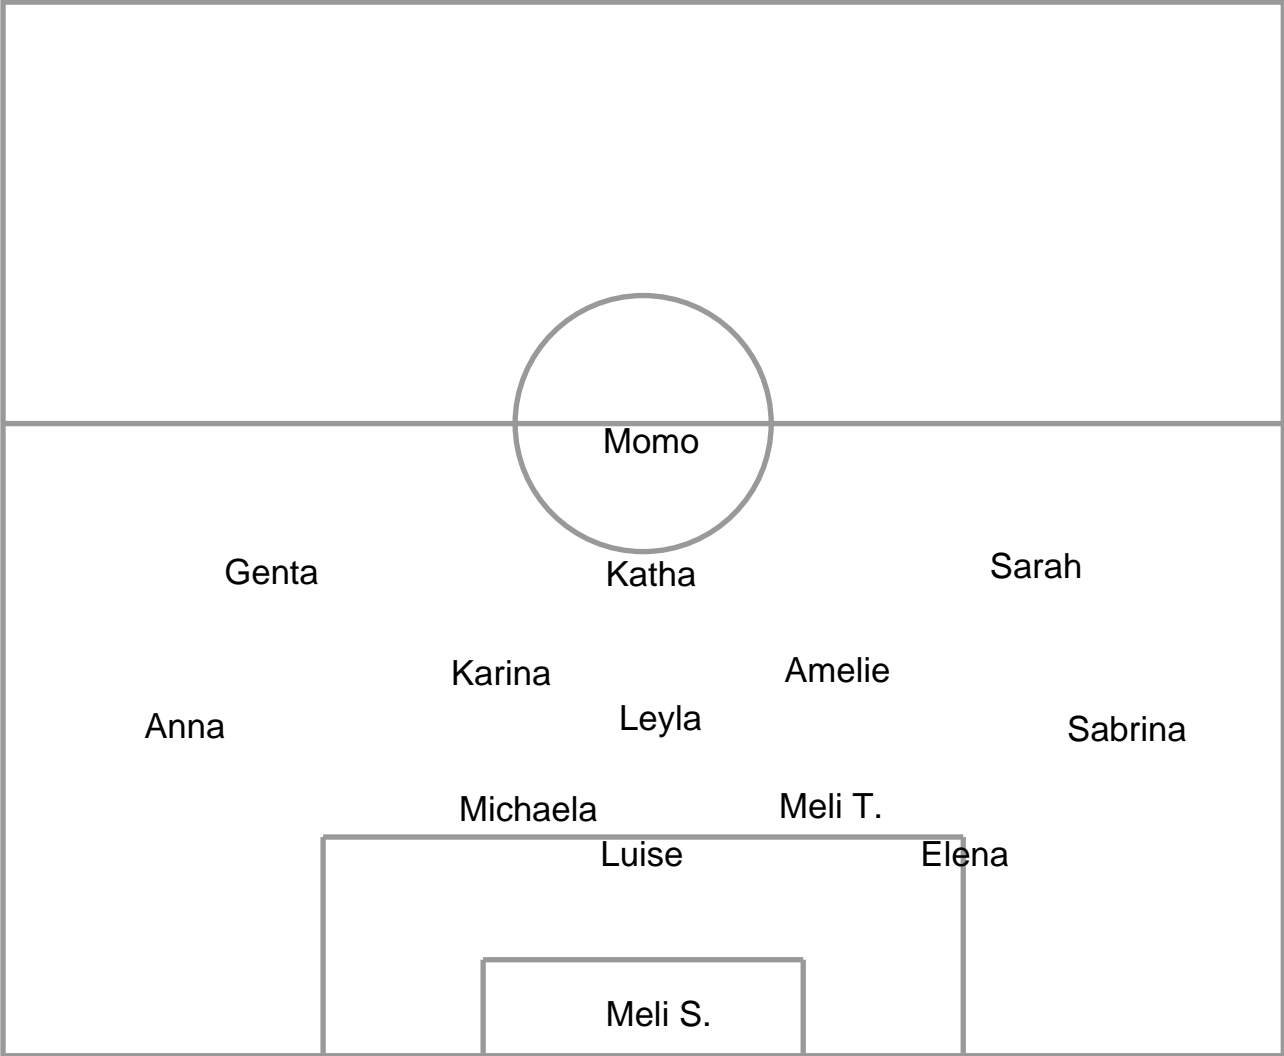 Momo
Genta
Katha
Sarah
Karina
Amelie
Anna
Leyla
Sabrina
Michaela
Meli T.
Luise
Elena
Meli S.